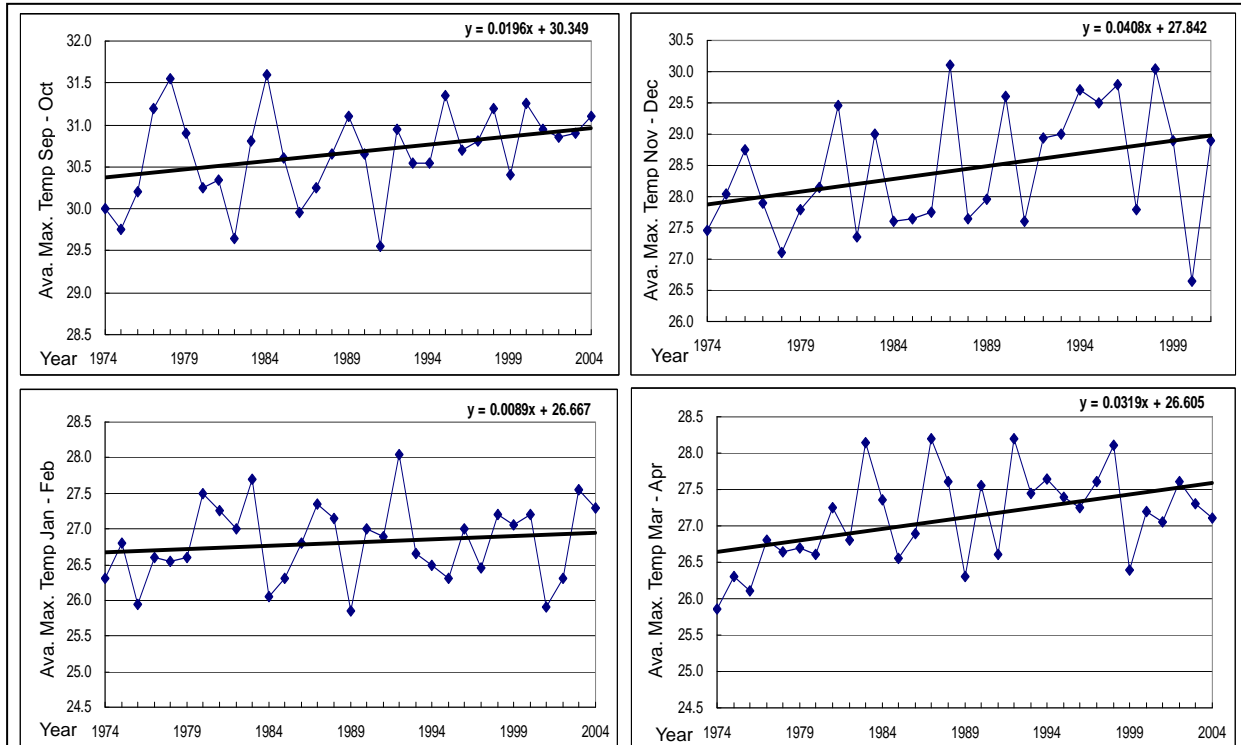 y = 0.0196x + 30.349
Ava. Max. Temp Sep - Oct
32.0
31.5
31.0
30.5
30.0
29.5
29.0
28.5
Year
1974 1979 1984 1989 1994 1999 2004
y = 0.0408x + 27.842
Ava. Max. Temp Nov - Dec
30.5
30.0
29.5
29.0
28.5
28.0
27.5
27.0
26.5
26.0
Year
1974 1979 1984 1989 1994 1999
y = 0.0089x + 26.667
Ava. Max. Temp Jan - Feb
28.5
28.0
27.5
27.0
26.5
26.0
25.5
25.0
24.5
Year
1974 1979 1984 1989 1994 1999 2004
y = 0.0319x + 26.605
Ava. Max. Temp Mar - Apr
28.5
28.0
27.5
27.0
26.5
26.0
25.5
25.0
24.5
Year
1974 1979 1984 1989 1994 1999 2004